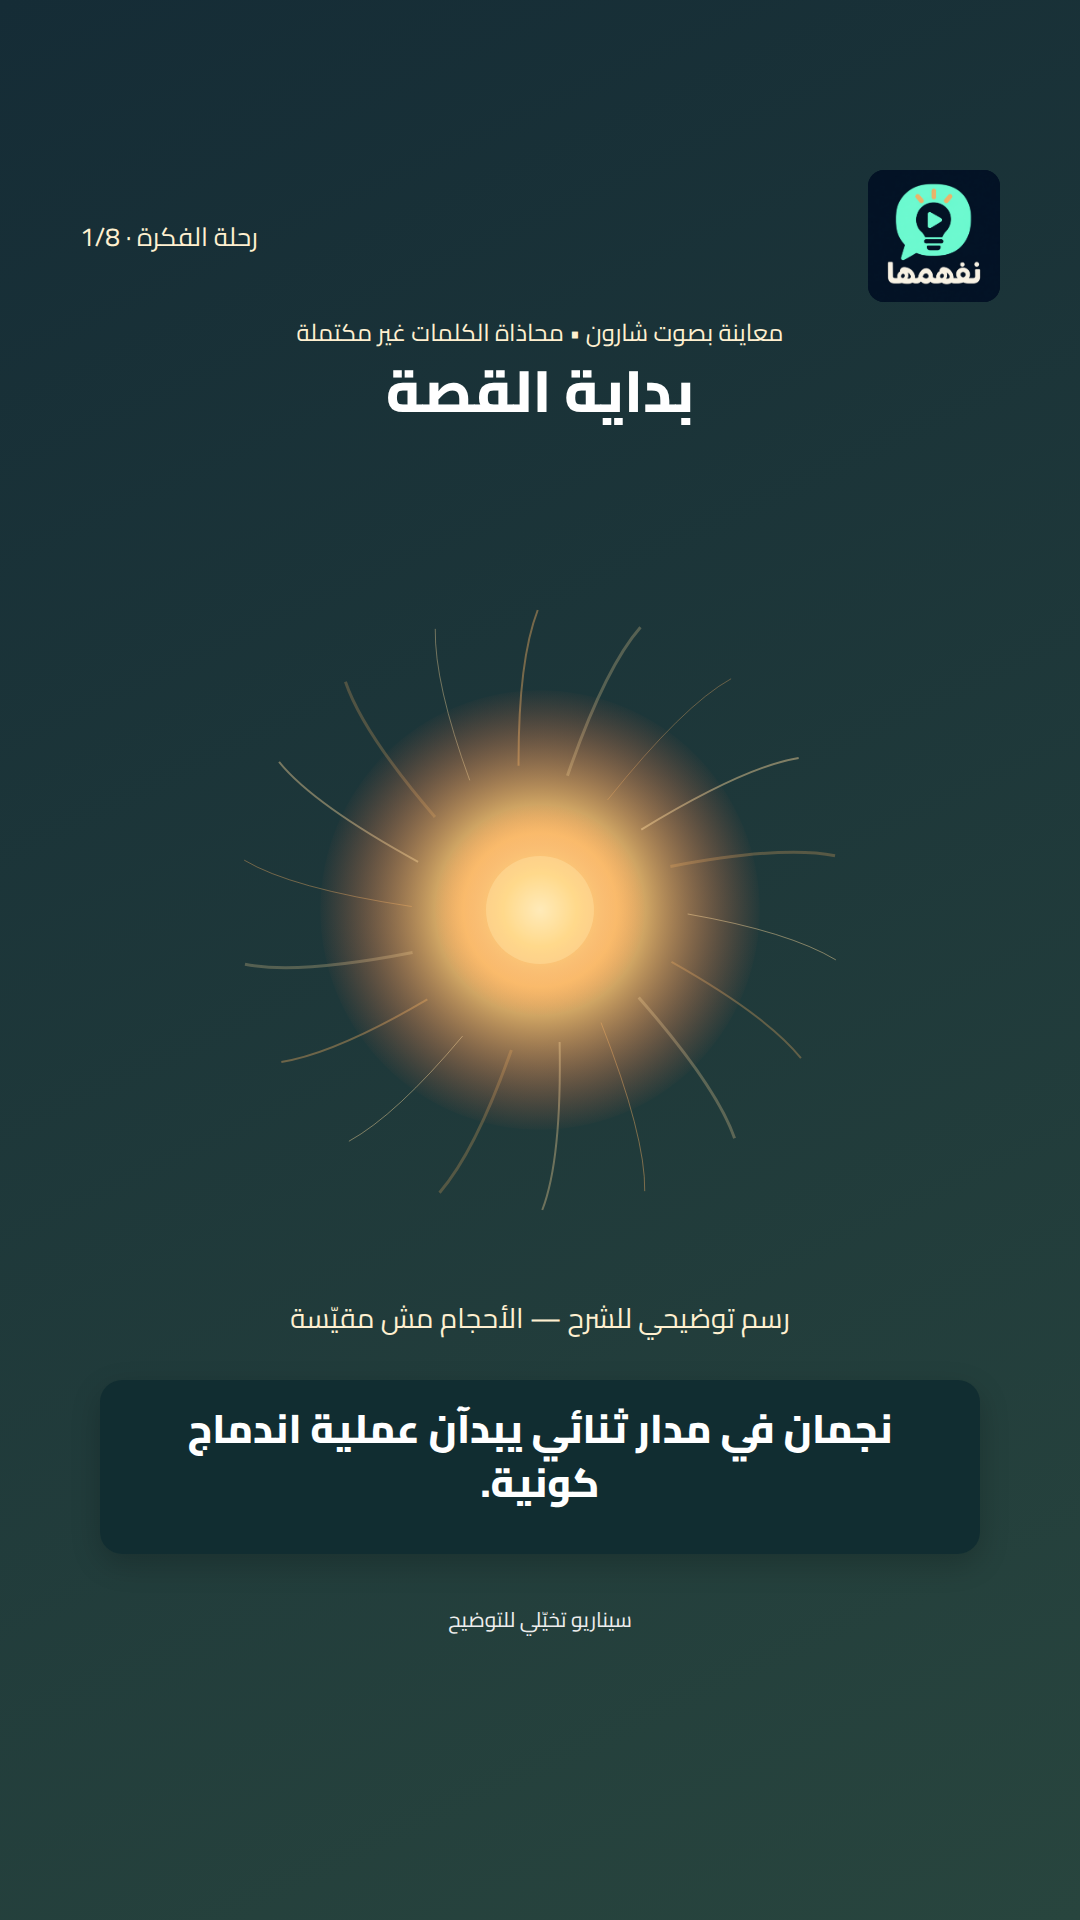 نفهمها
رحلة الفكرة · 1/8
معاينة بصوت شارون ▪ محاذاة الكلمات غير مكتملة
بداية القصة
رسم توضيحي للشرح — الأحجام مش مقيّسة
نجمان في مدار ثنائي يبدآن عملية اندماج
كونية.
سيناريو تخيّلي للتوضيح